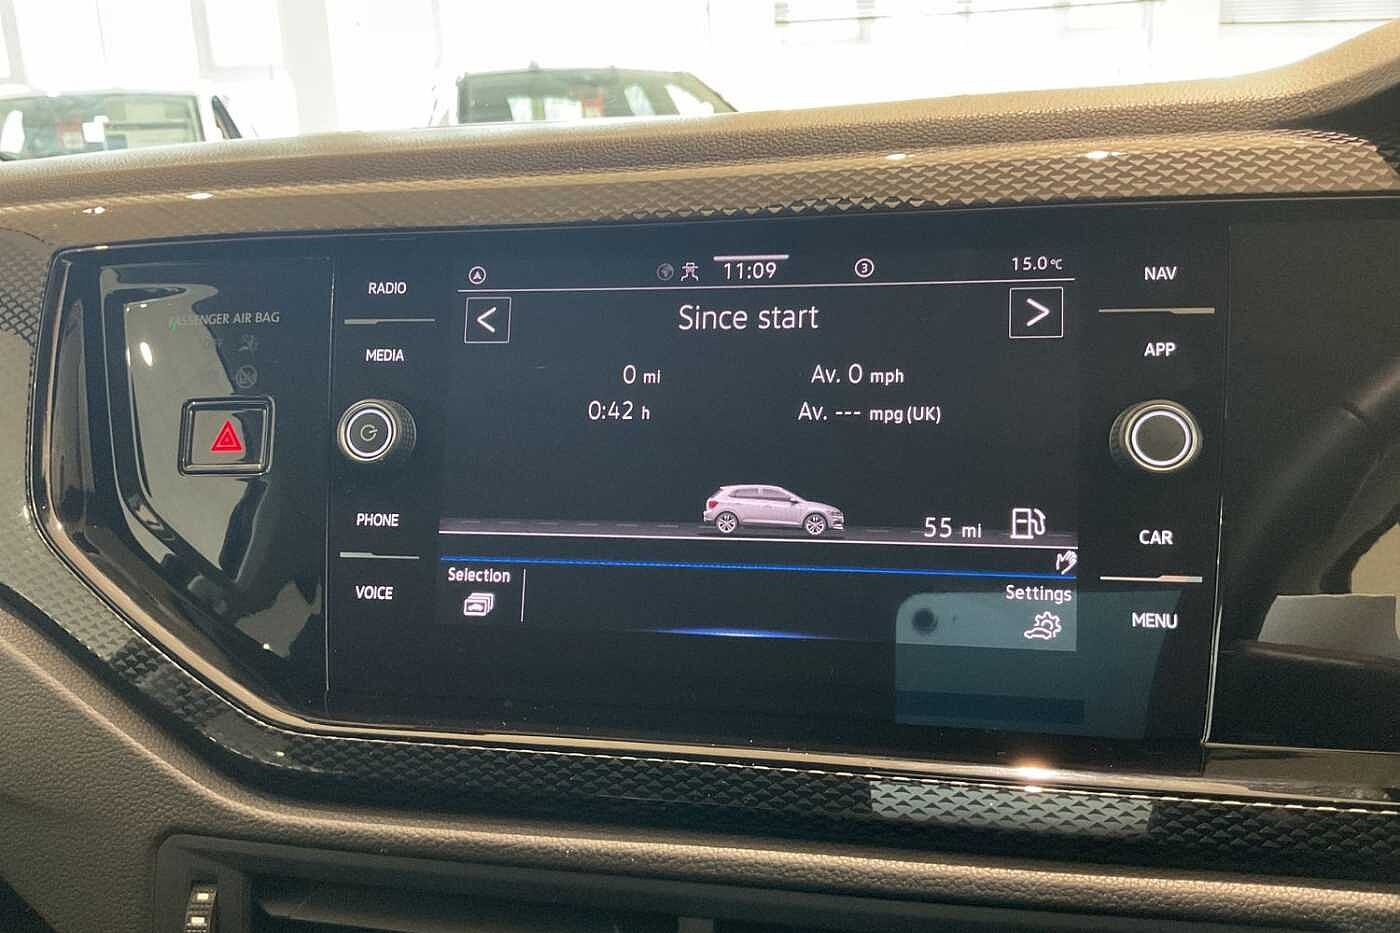 PASSENGER AIR BAG
RADIO
MEDIA
PHONE
VOICE
11:09
3
15.0°C
Since start
0 mi
Av. 0 mph
0:42 h
Av. --- mpg (UK)
55 mi
Selection
Settings
NAV
APP
CAR
MENU